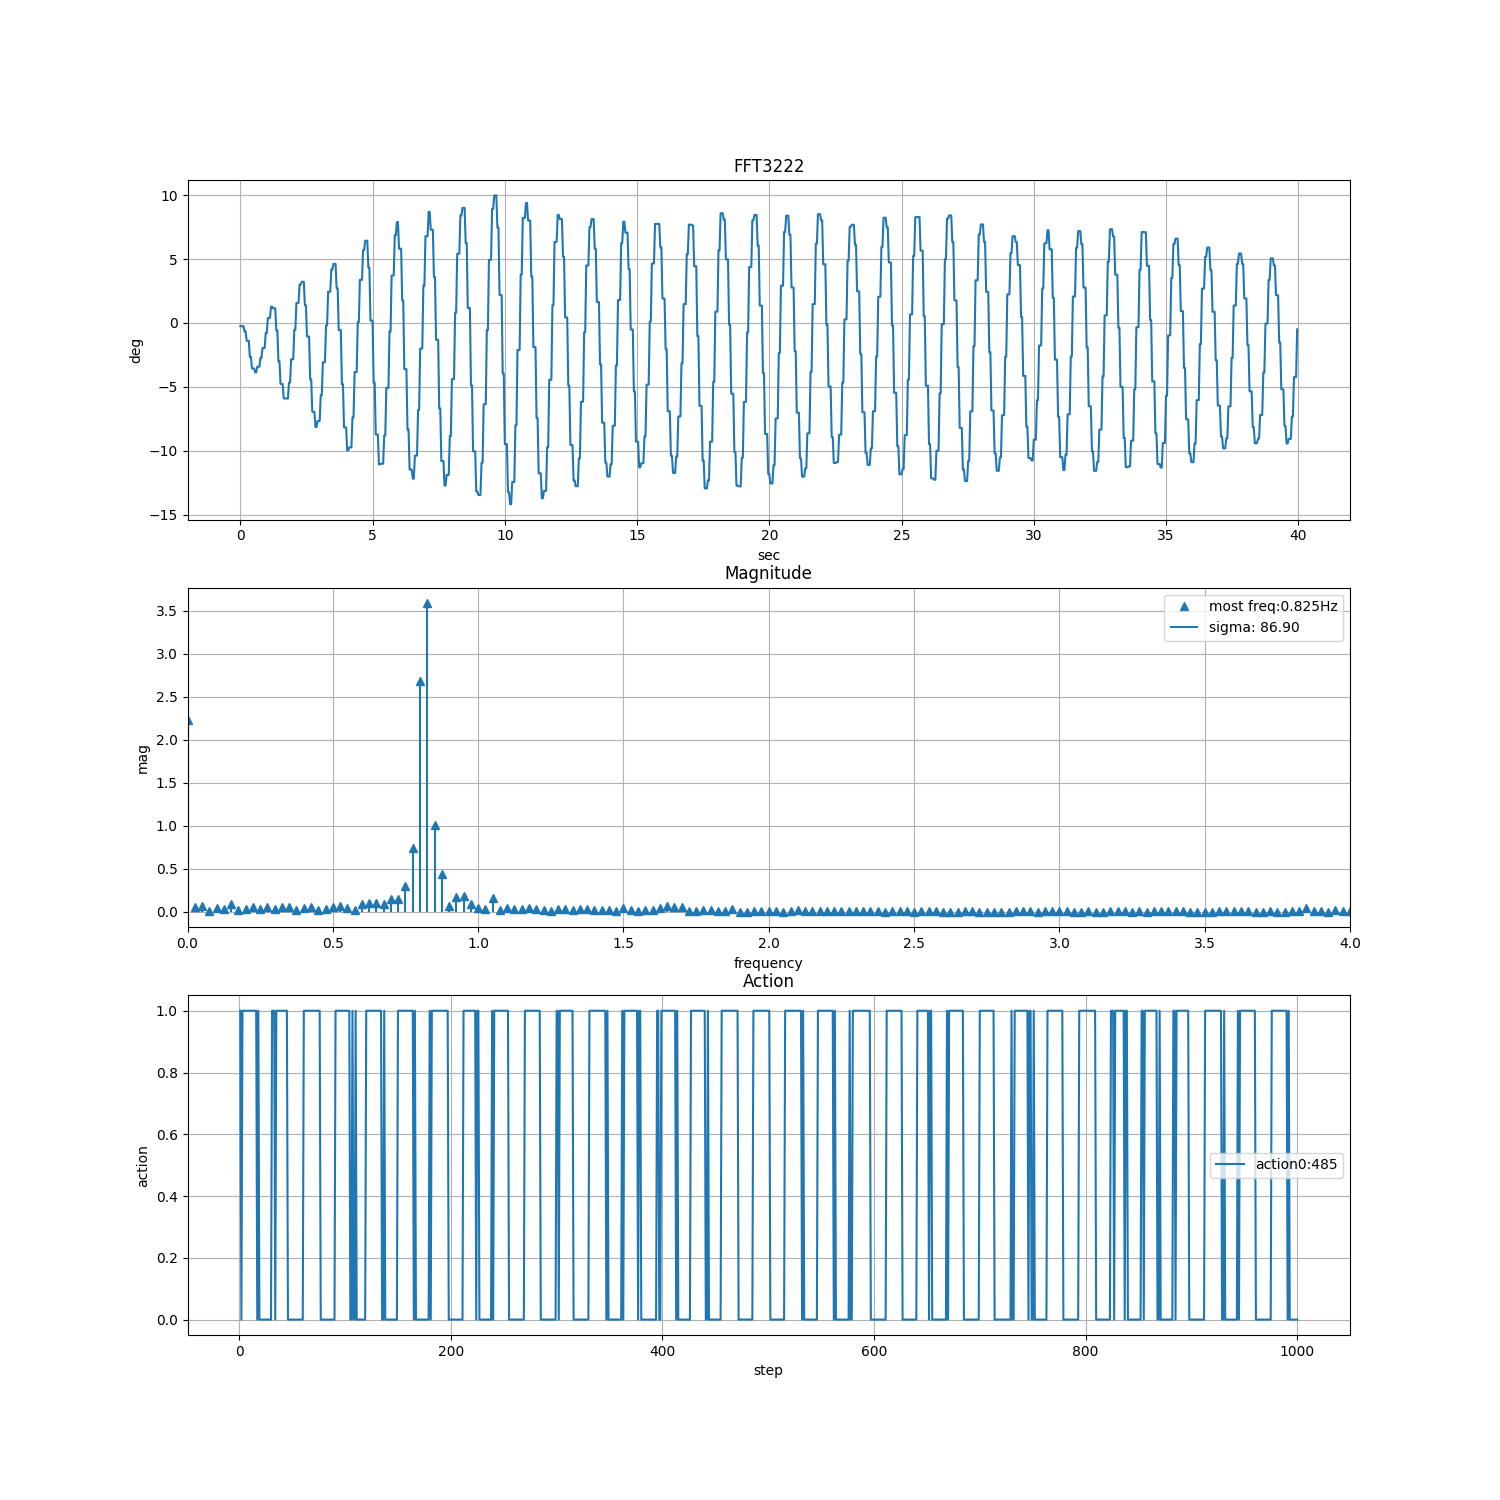 FFT3222
10
5
0
−5
−10
−15
deg
0 5 10 15 20 25 30 35 40
sec
Magnitude
most freq:0.825Hz
sigma: 86.90
3.5
3.0
2.5
2.0
1.5
1.0
0.5
0.0
mag
0.0 0.5 1.0 1.5 2.0 2.5 3.0 3.5 4.0
frequency
Action
1.0
0.8
0.6
0.4
0.2
0.0
action
action0:485
0 200 400 600 800 1000
step